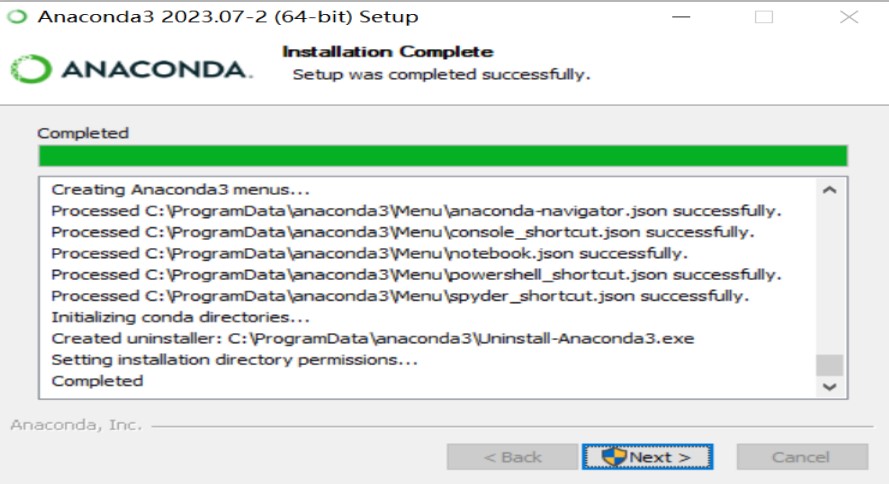 Anaconda3 2023.07-2 (64-bit) Setup
ANACONDA.
Installation Complete
Setup was completed successfully.
Completed
Creating Anaconda3 menus...
Processed C:\ProgramData\anaconda3\Menu\anaconda-navigator.json successfully.
Processed C:\ProgramData\anaconda3\Menu\console_shortcut.json successfully.
Processed C:\ProgramData\anaconda3\Menu\notebook.json successfully.
Processed C:\ProgramData\anaconda3\Menu\powershell_shortcut.json successfully.
Processed C:\ProgramData\anaconda3\Menu\spyder_shortcut.json successfully.
Initializing conda directories...
Created uninstaller: C:\ProgramData\anaconda3\Uninstall-Anaconda3.exe
Setting installation directory permissions...
Completed
Anaconda, Inc.
< Back Next > Cancel